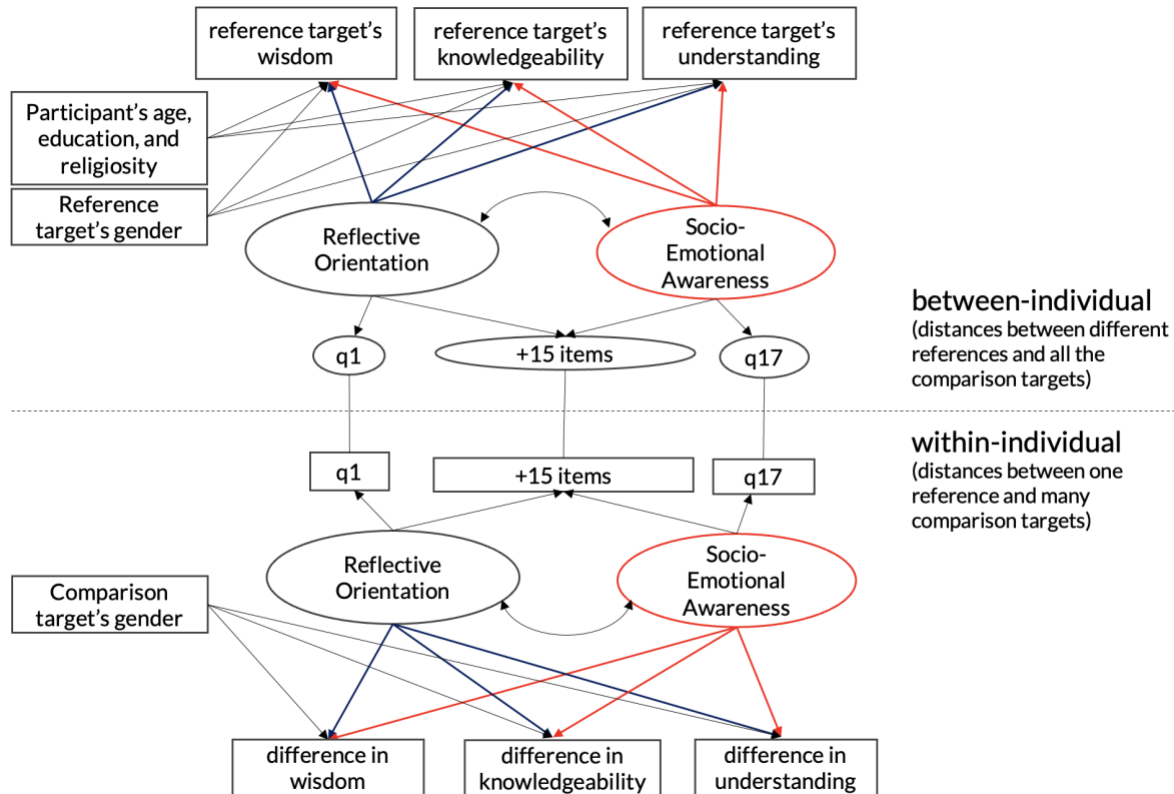 reference target's
wisdom
reference target's
knowledgeability
reference target's
understanding
Participant's age,
education, and
religiosity
Reference
target's gender
Reflective
Orientation
Socio-
Emotional
Awareness
between-individual
(distances between different
references and all the
comparison targets)
q1
+15 items
q17
within-individual
(distances between one
reference and many
comparison targets)
q1
+15 items
q17
Reflective
Orientation
Socio-
Emotional
Awareness
Comparison
target's gender
difference in
wisdom
difference in
knowledgeability
difference in
understanding